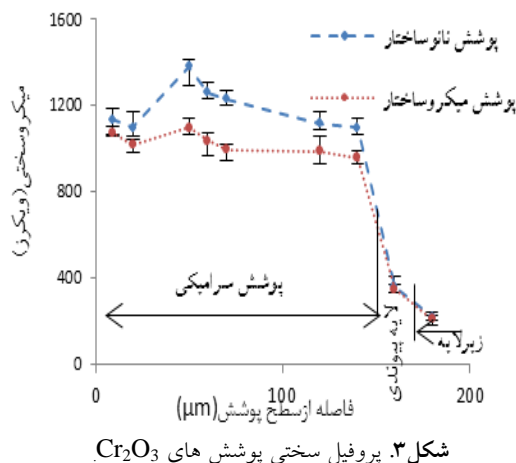 1600
1200
800
400
0
میکروسختی(ویکرز)
پوشش نانوساختار
پوشش میکروساختار
پوشش سرامیکی
لایه پیوندی
زیرلایه
0
100
200
فاصله ازسطح پوشش(µm)
شکل۳. پروفیل سختی پوشش های Cr₂O₃